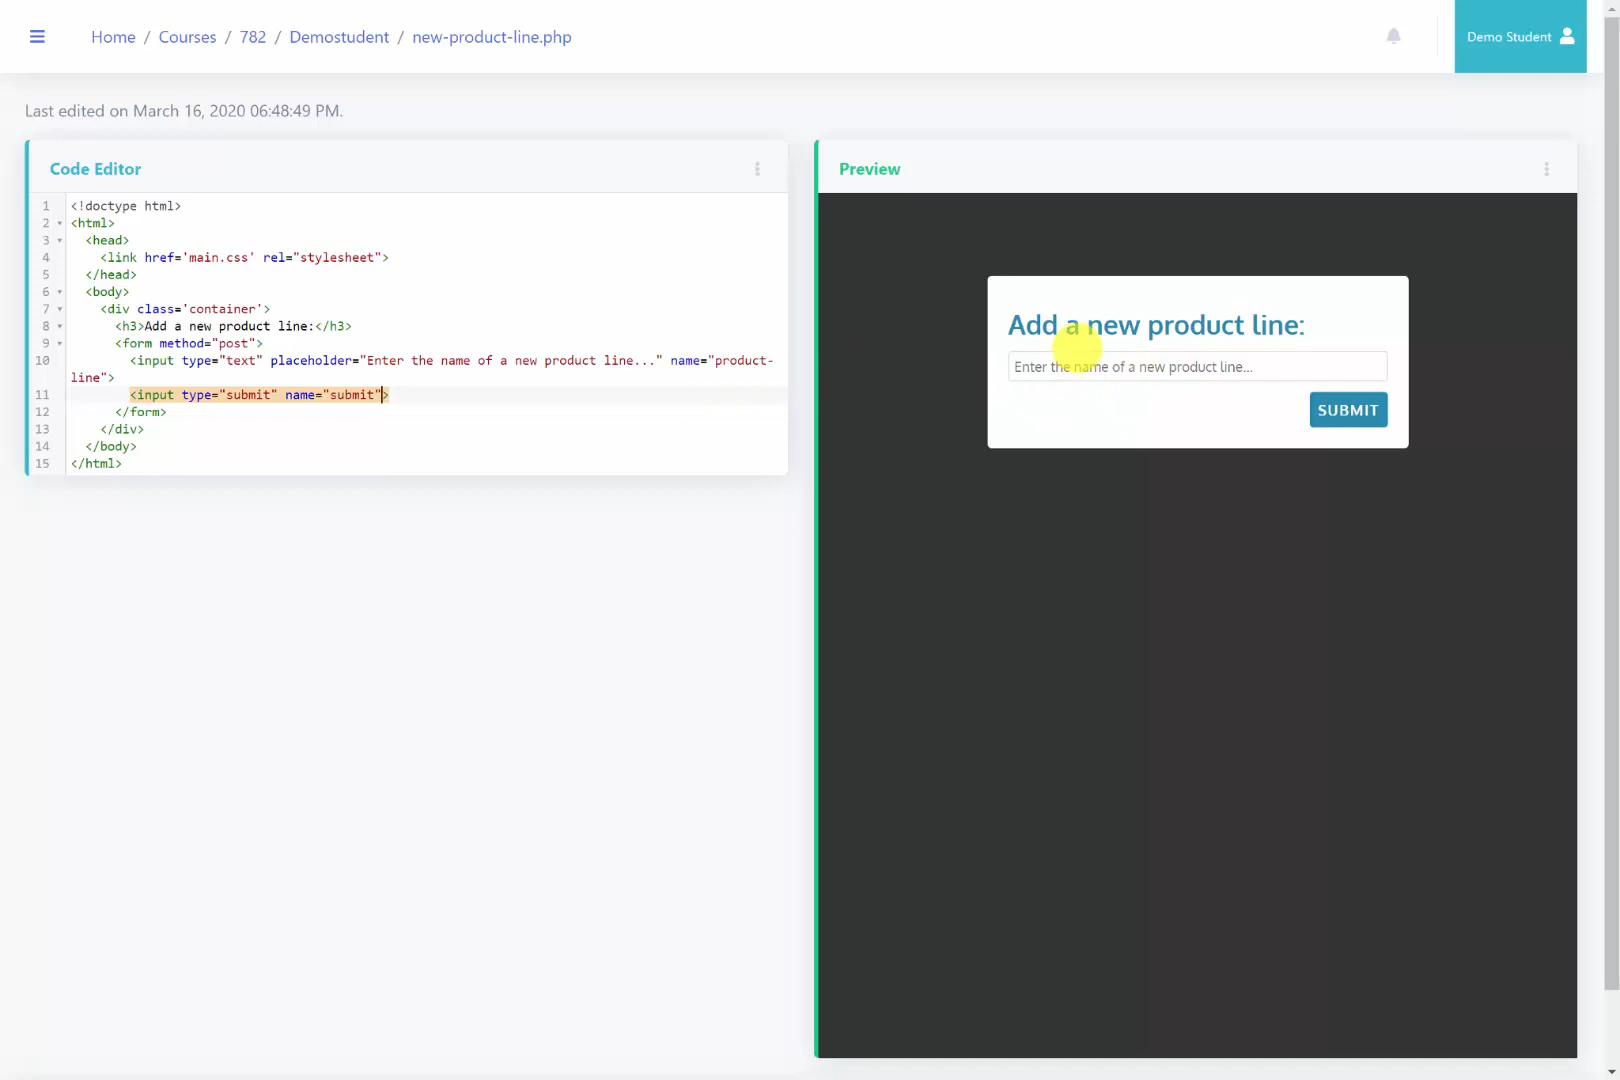 Home / Courses / 782 / Demostudent / new-product-line.php
Demo Student
Last edited on March 16, 2020 06:48:49 PM.
Code Editor
1 <!doctype html>
2 <html>
3 <head>
4 <link href='main.css' rel="stylesheet">
5 </head>
6 <body>
7 <div class='container'>
8 <h3>Add a new product line:</h3>
9 <form method="post">
10 <input type="text" placeholder="Enter the name of a new product line..." name="product-
line">
11 <input type="submit" name="submit">
12 </form>
13 </div>
14 </body>
15 </html>
Preview
Add a new product line:
Enter the name of a new product line...
SUBMIT